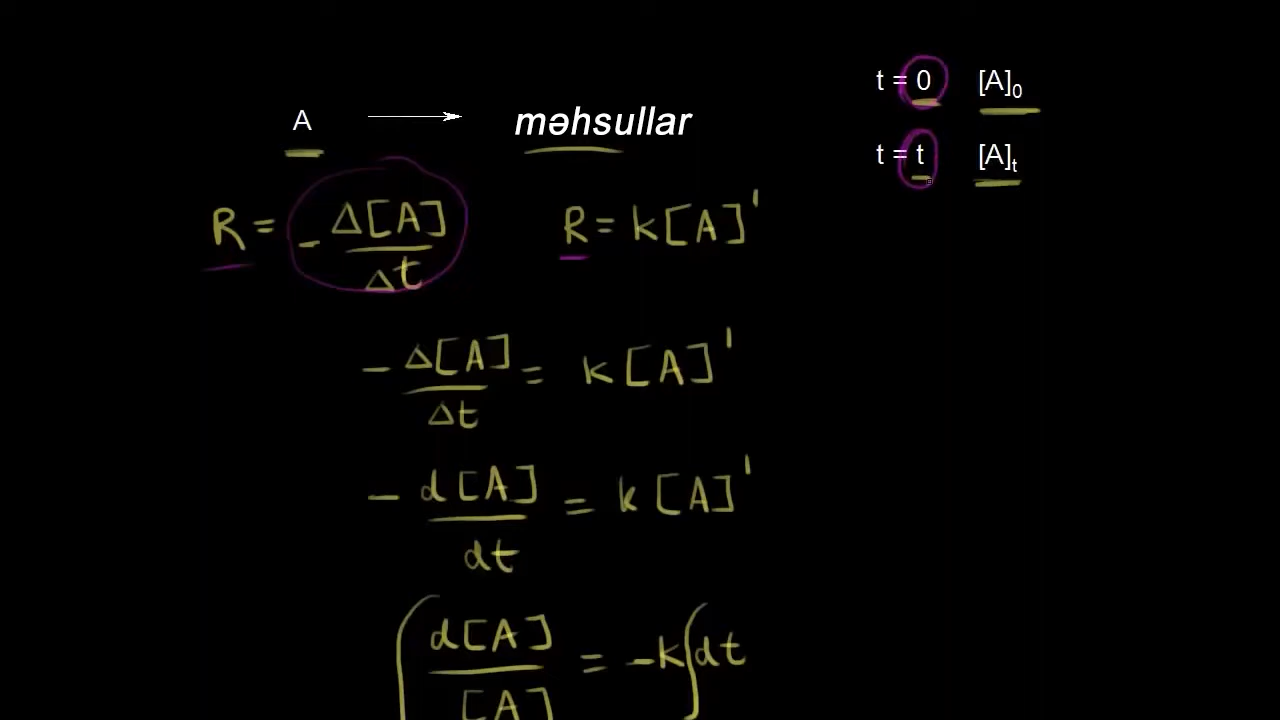 t = 0 [A]₀
A ⟶ məhsullar
t = t [A]ₜ
R = - Δ[A]/Δt R = k[A]¹
- Δ[A]/Δt = k[A]¹
- d[A]/dt = k[A]¹
∫ d[A]/[A] = -k∫dt